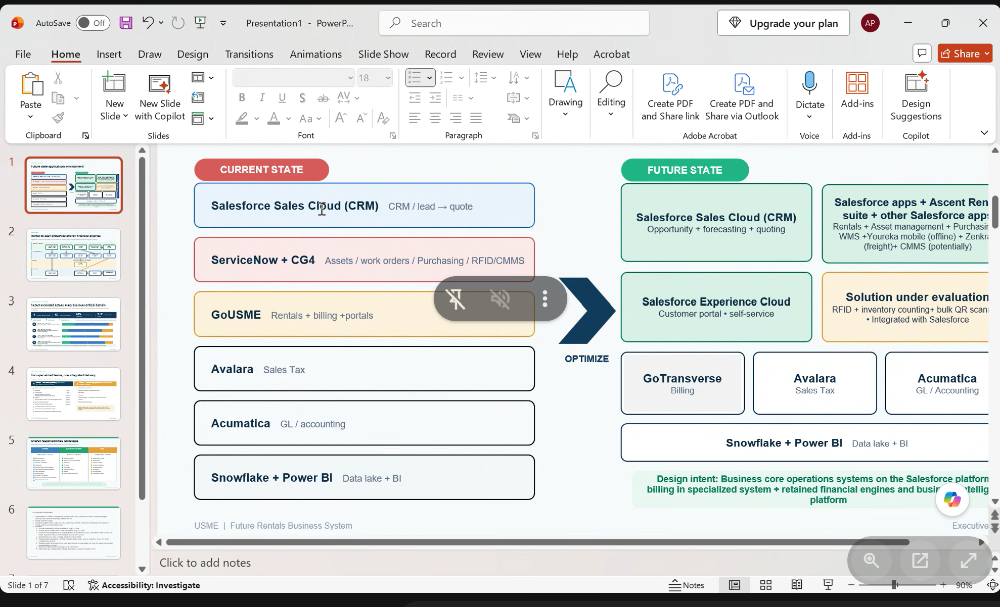 AutoSave Off Presentation1 - PowerP... Search Upgrade your plan AP
File Home Insert Draw Design Transitions Animations Slide Show Record Review View Help Acrobat Share
Paste
Clipboard
New
Slide
New Slide
with Copilot
Slides
18
Font
Paragraph
Drawing
Editing
Create PDF
and Share link
Create PDF and
Share via Outlook
Adobe Acrobat
Dictate
Voice
Add-ins
Add-ins
Design
Suggestions
Copilot
1
Future state applications environment
2
Rental-to-cash preserves proven financial engines
3
Ascent evaluated across every business-critical domain
4
Two specialized teams, one integrated delivery
5
Overall responsibilities landscape
6
CURRENT STATE
Salesforce Sales Cloud (CRM) CRM / lead → quote
ServiceNow + CG4 Assets / work orders / Purchasing / RFID/CMMS
GoUSME Rentals + billing +portals
Avalara Sales Tax
Acumatica GL / accounting
Snowflake + Power BI Data lake + BI
OPTIMIZE
FUTURE STATE
Salesforce Sales Cloud (CRM)
Opportunity + forecasting + quoting
Salesforce apps + Ascent Ren
suite + other Salesforce apps
Rentals + Asset management + Purchasin
WMS +Youreka mobile (offline) + Zenkra
(freight)+ CMMS (potentially)
Salesforce Experience Cloud
Customer portal • self-service
Solution under evaluation
RFID + inventory counting+ bulk QR scan
• Integrated with Salesforce
GoTransverse
Billing
Avalara
Sales Tax
Acumatica
GL / Accounting
Snowflake + Power BI Data lake + BI
Design intent: Business core operations systems on the Salesforce platform
billing in specialized system + retained financial engines and busin telli
platform
USME | Future Rentals Business System
Executive
Click to add notes
Slide 1 of 7 Accessibility: Investigate Notes 90%